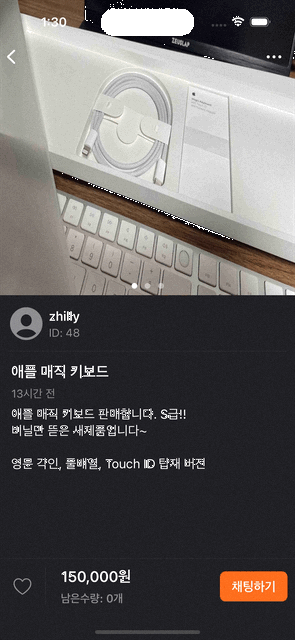 1:30
애플 매직 키보드
13시간 전
애플 매직 키보드 판매합니다. S급!!
비닐만 뜯은 새제품입니다~
영문 각인, 풀배열, Touch ID 탑재 버젼
ID: 48
150,000원
남은수량: 0개
채팅하기